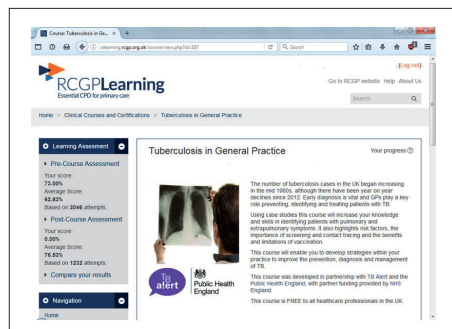 Course: Tuberculosis in Ge...
elearning.rcgp.org.uk/course/view.php?id=107
Search
(Log out)
RCGPLearning
Essential CPD for primary care
Go to RCGP website Help About Us
Search
Home > Clinical Courses and Certifications > Tuberculosis in General Practice
Learning Assesment
Pre-Course Assessment
Your score:
73.00%
Average Score:
62.83%
Based on 2046 attempts.
Post-Course Assessment
Your score:
0.00%
Average Score:
76.50%
Based on 1232 attempts.
Compare your results
Navigation
Home
Tuberculosis in General Practice
Your progress
The number of tuberculosis cases in the UK began increasing
in the mid 1980s, although there have been year on year
declines since 2012. Early diagnosis is vital and GPs play a key
role preventing, identifying and treating patients with TB.
Using case studies this course will increase your knowledge
and skills in identifying patients with pulmonary and
extrapulmonary symptoms. It also highlights risk factors, the
importance of screening and contact tracing and the benefits
and limitations of vaccination.
This course will enable you to develop strategies within your
practice to improve the prevention, diagnosis and management
of TB.
This course was developed in partnership with TB Alert and the
Public Health England, with partner funding provided by NHS
England.
This course is FREE to all healthcare professionals in the UK
TB
alert
Public Health
England